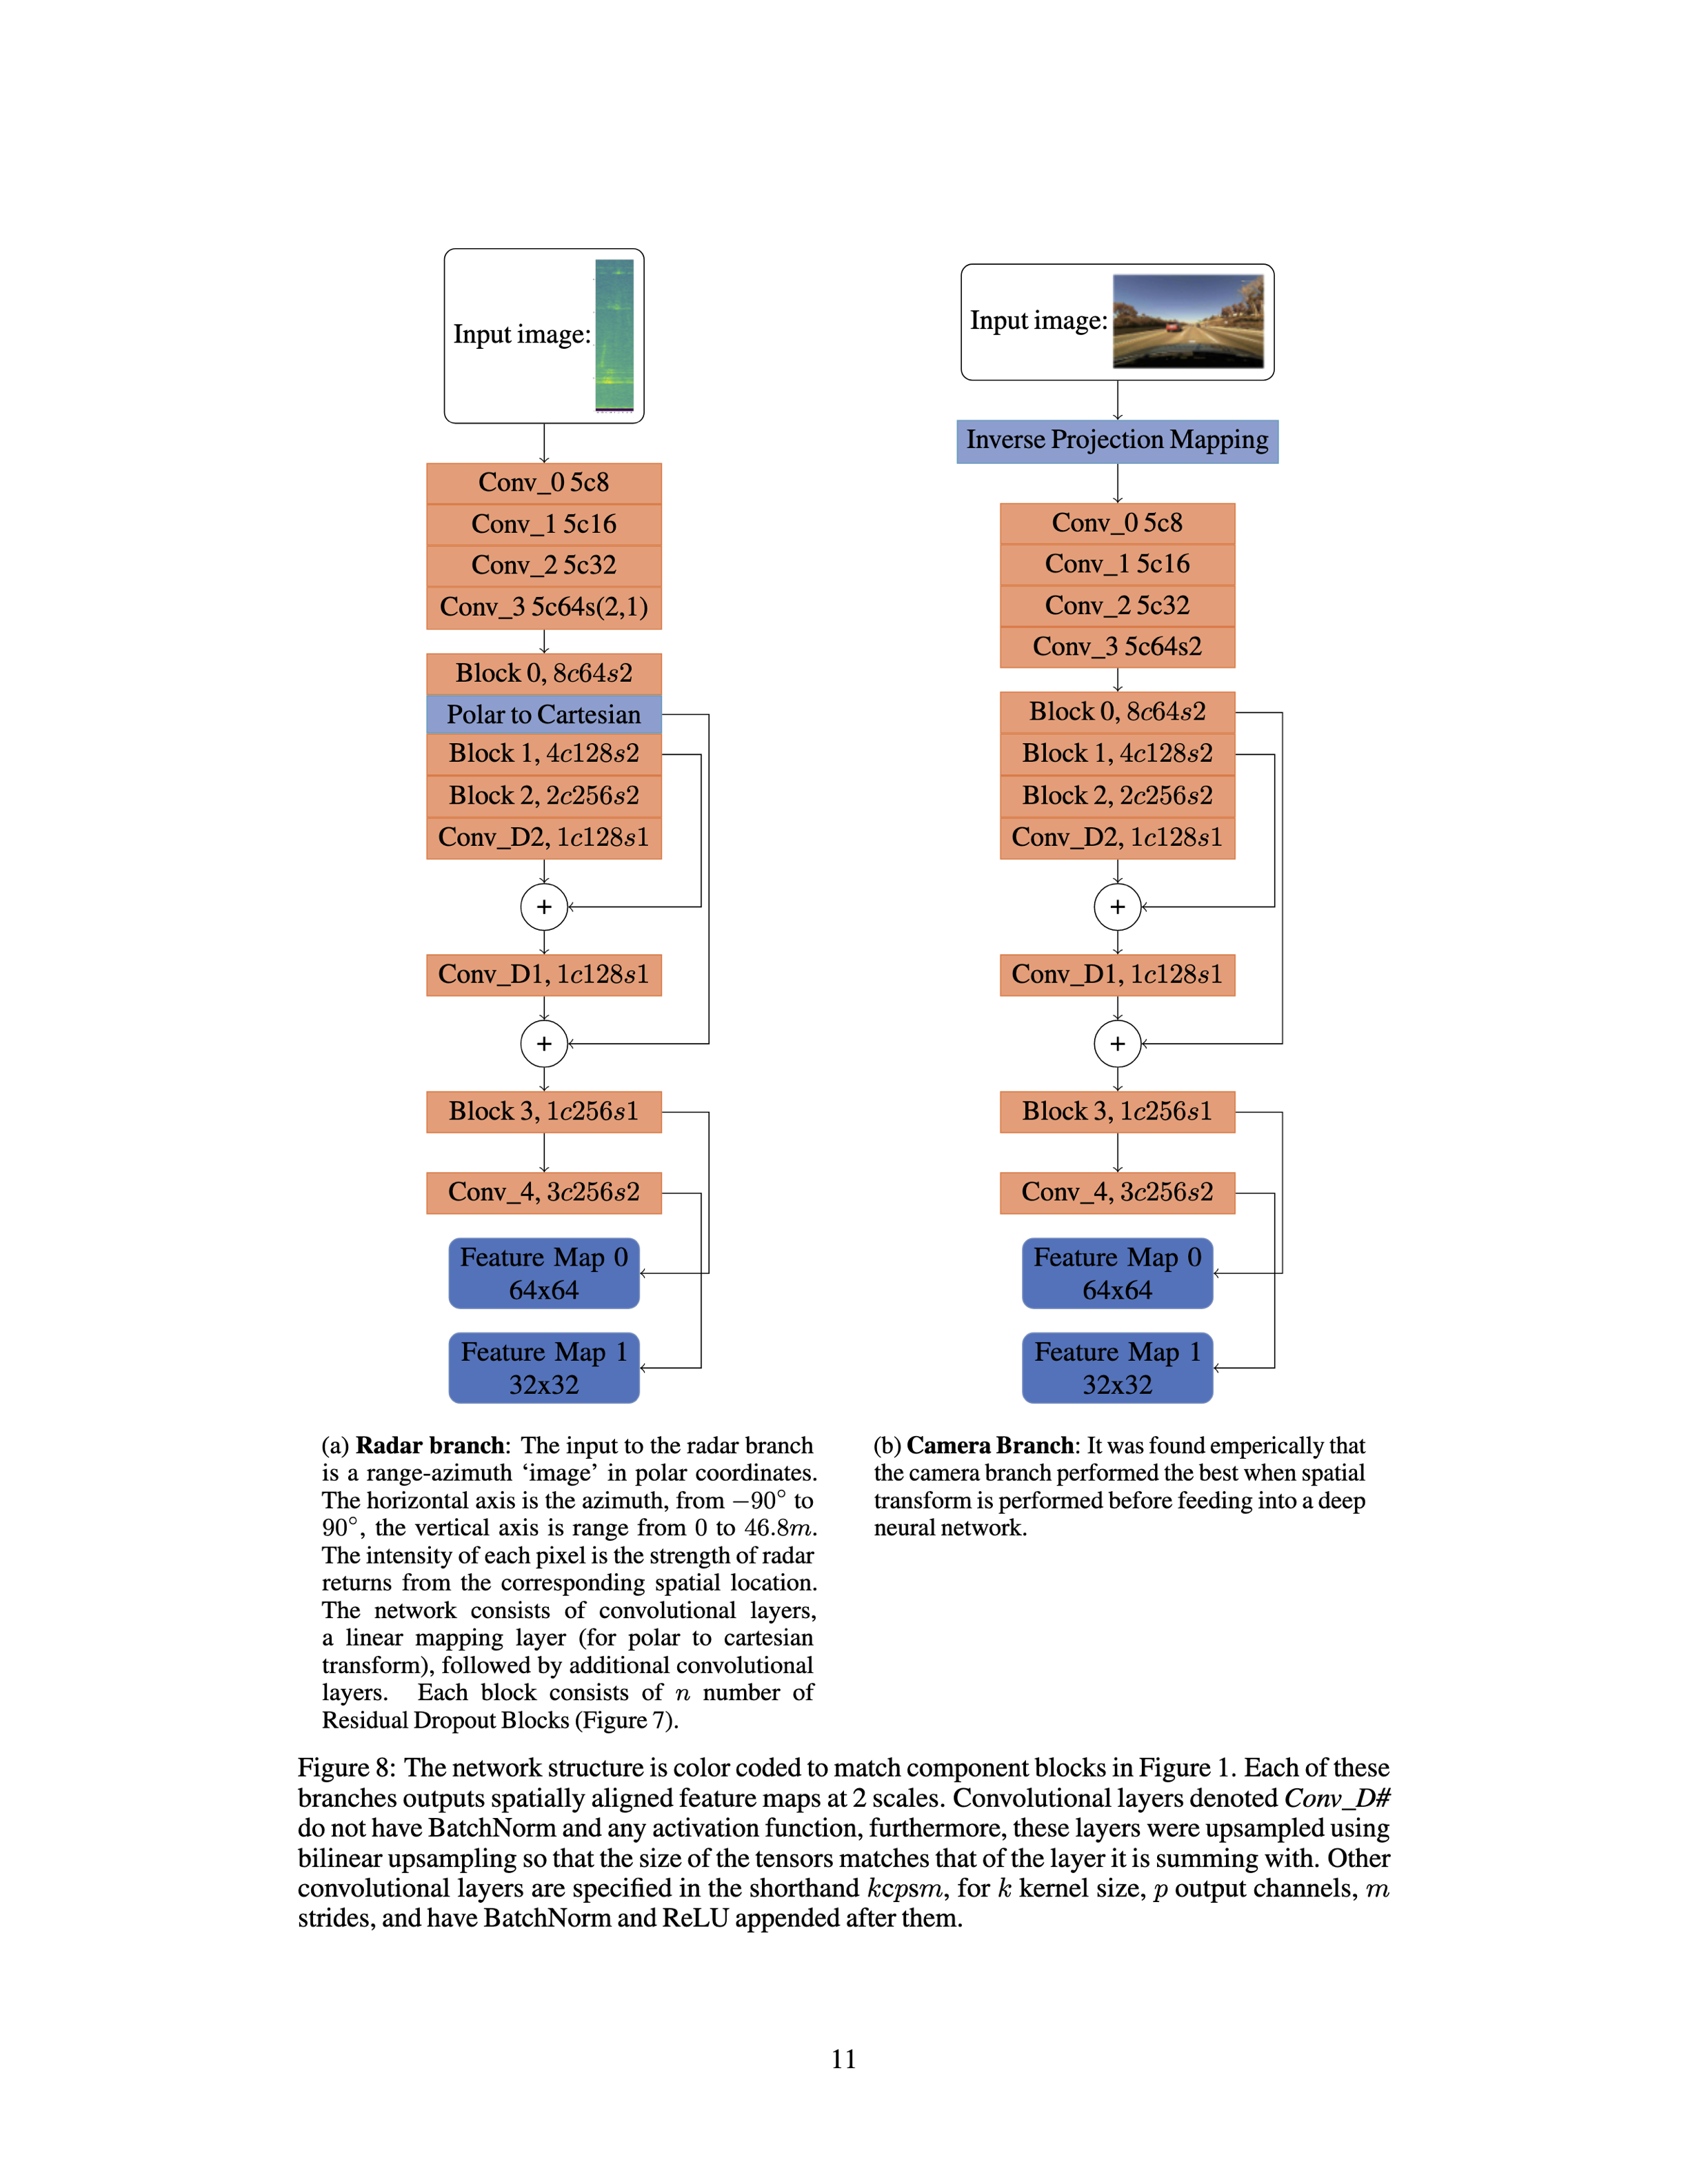 Input image:
Conv_0 5c8
Conv_1 5c16
Conv_2 5c32
Conv_3 5c64s(2,1)
Block 0, 8c64s2
Polar to Cartesian
Block 1, 4c128s2
Block 2, 2c256s2
Conv_D2, 1c128s1
+
Conv_D1, 1c128s1
+
Block 3, 1c256s1
Conv_4, 3c256s2
Feature Map 0
64x64
Feature Map 1
32x32
(a) Radar branch: The input to the radar branch
is a range-azimuth ‘image’ in polar coordinates.
The horizontal axis is the azimuth, from −90° to
90°, the vertical axis is range from 0 to 46.8m.
The intensity of each pixel is the strength of radar
returns from the corresponding spatial location.
The network consists of convolutional layers,
a linear mapping layer (for polar to cartesian
transform), followed by additional convolutional
layers. Each block consists of n number of
Residual Dropout Blocks (Figure 7).
Input image:
Inverse Projection Mapping
Conv_0 5c8
Conv_1 5c16
Conv_2 5c32
Conv_3 5c64s2
Block 0, 8c64s2
Block 1, 4c128s2
Block 2, 2c256s2
Conv_D2, 1c128s1
+
Conv_D1, 1c128s1
+
Block 3, 1c256s1
Conv_4, 3c256s2
Feature Map 0
64x64
Feature Map 1
32x32
(b) Camera Branch: It was found emperically that
the camera branch performed the best when spatial
transform is performed before feeding into a deep
neural network.
Figure 8: The network structure is color coded to match component blocks in Figure 1. Each of these
branches outputs spatially aligned feature maps at 2 scales. Convolutional layers denoted Conv_D#
do not have BatchNorm and any activation function, furthermore, these layers were upsampled using
bilinear upsampling so that the size of the tensors matches that of the layer it is summing with. Other
convolutional layers are specified in the shorthand kcpsm, for k kernel size, p output channels, m
strides, and have BatchNorm and ReLU appended after them.
11